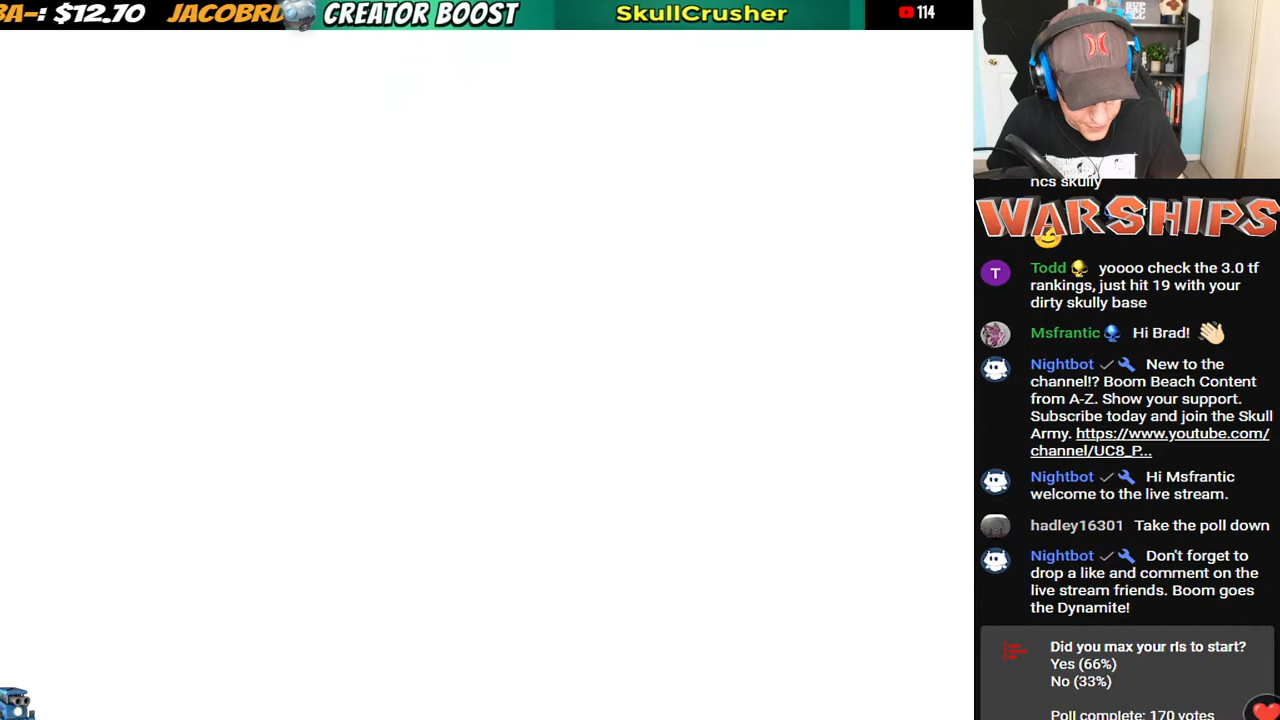 BA-: $12.70 JACOBRD
CREATOR BOOST
SkullCrusher
114
ncs skully
WARSHIPS
T
Todd yoooo check the 3.0 tf
rankings, just hit 19 with your
dirty skully base
Msfrantic Hi Brad!
Nightbot New to the
channel!? Boom Beach Content
from A-Z. Show your support.
Subscribe today and join the Skull
Army. https://www.youtube.com/
channel/UC8_P...
Nightbot Hi Msfrantic
welcome to the live stream.
hadley16301 Take the poll down
Nightbot Don't forget to
drop a like and comment on the
live stream friends. Boom goes
the Dynamite!
Did you max your rls to start?
Yes (66%)
No (33%)
Poll complete: 170 votes